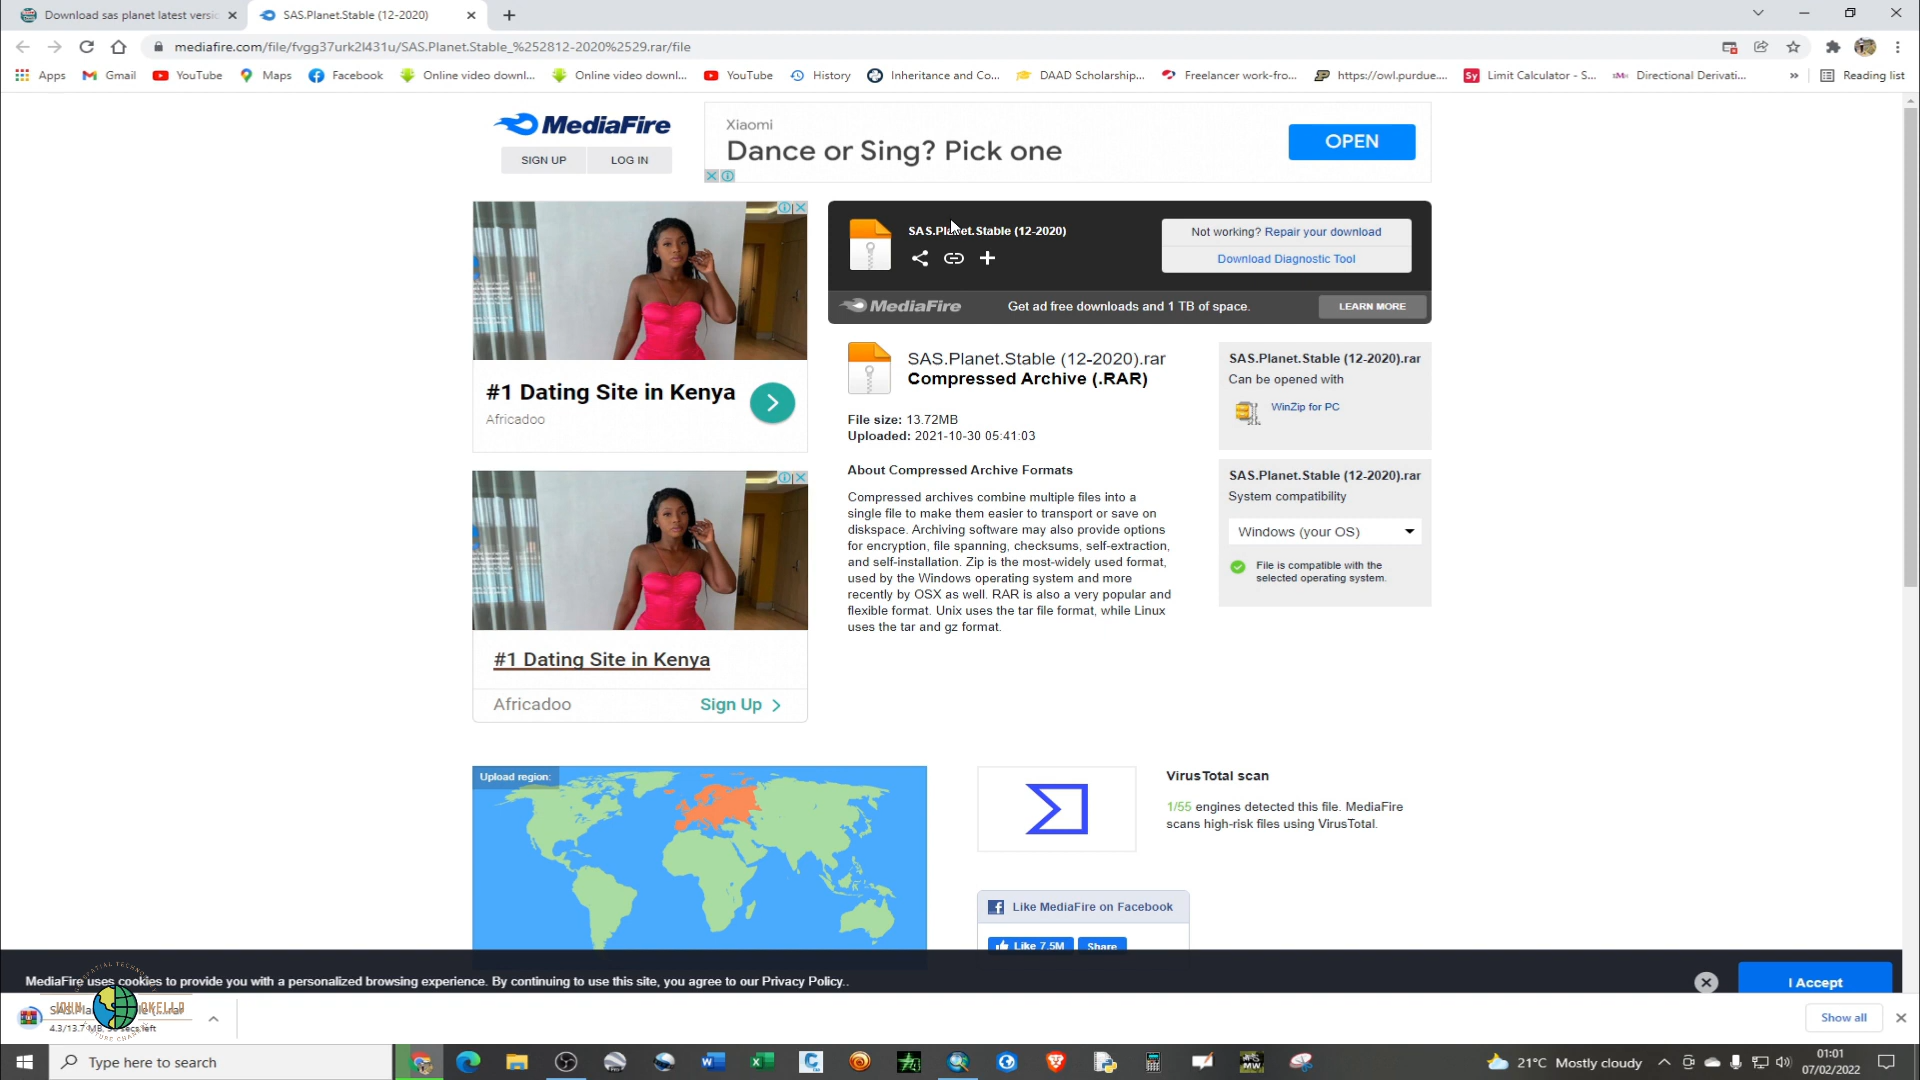 Download sas planet latest versi
SAS.Planet.Stable (12-2020)
mediafire.com/file/fvgg37urk2l431u/SAS.Planet.Stable_%252812-2020%2529.rar/file
Apps
Gmail
YouTube
Maps
Facebook
Online video downl...
Online video downl...
YouTube
History
Inheritance and Co...
DAAD Scholarship...
Freelancer work-fro...
https://owl.purdue....
Sy
Limit Calculator - S...
Directional Derivati...
»
Reading list
MediaFire
SIGN UP
LOG IN
Xiaomi
Dance or Sing? Pick one
OPEN
#1 Dating Site in Kenya
Africadoo
SAS.Planet.Stable (12-2020)
Not working? Repair your download
Download Diagnostic Tool
MediaFire
Get ad free downloads and 1 TB of space.
LEARN MORE
SAS.Planet.Stable (12-2020).rar
Compressed Archive (.RAR)
File size: 13.72MB
Uploaded: 2021-10-30 05:41:03
About Compressed Archive Formats
Compressed archives combine multiple files into a
single file to make them easier to transport or save on
diskspace. Archiving software may also provide options
for encryption, file spanning, checksums, self-extraction,
and self-installation. Zip is the most-widely used format,
used by the Windows operating system and more
recently by OSX as well. RAR is also a very popular and
flexible format. Unix uses the tar file format, while Linux
uses the tar and gz format.
SAS.Planet.Stable (12-2020).rar
Can be opened with
WinZip for PC
SAS.Planet.Stable (12-2020).rar
System compatibility
Windows (your OS)
File is compatible with the
selected operating system.
#1 Dating Site in Kenya
Africadoo
Sign Up
Upload region:
VirusTotal scan
1/55 engines detected this file. MediaFire
scans high-risk files using VirusTotal.
Like MediaFire on Facebook
Like 7.5M
Share
MediaFire uses cookies to provide you with a personalized browsing experience. By continuing to use this site, you agree to our Privacy Policy..
I Accept
JOHN OKELLO
4.3/13.7 MB, secs left
Show all
Type here to search
21°C Mostly cloudy
01:01
07/02/2022